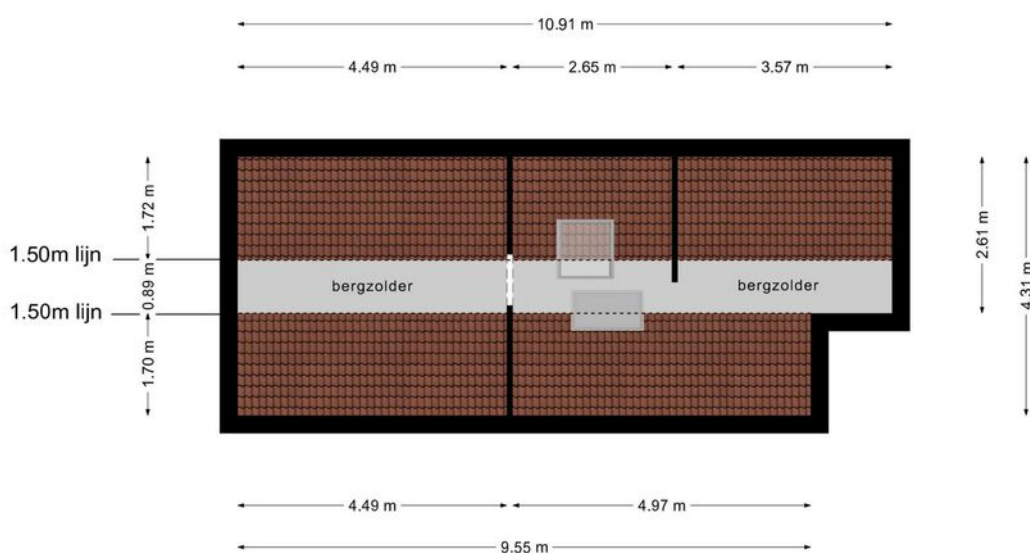 10.91 m
4.49 m
2.65 m
3.57 m
1.72 m
1.50m lijn
0.89 m
1.50m lijn
1.70 m
bergzolder
bergzolder
2.61 m
4.31 m
4.49 m
4.97 m
9.55 m